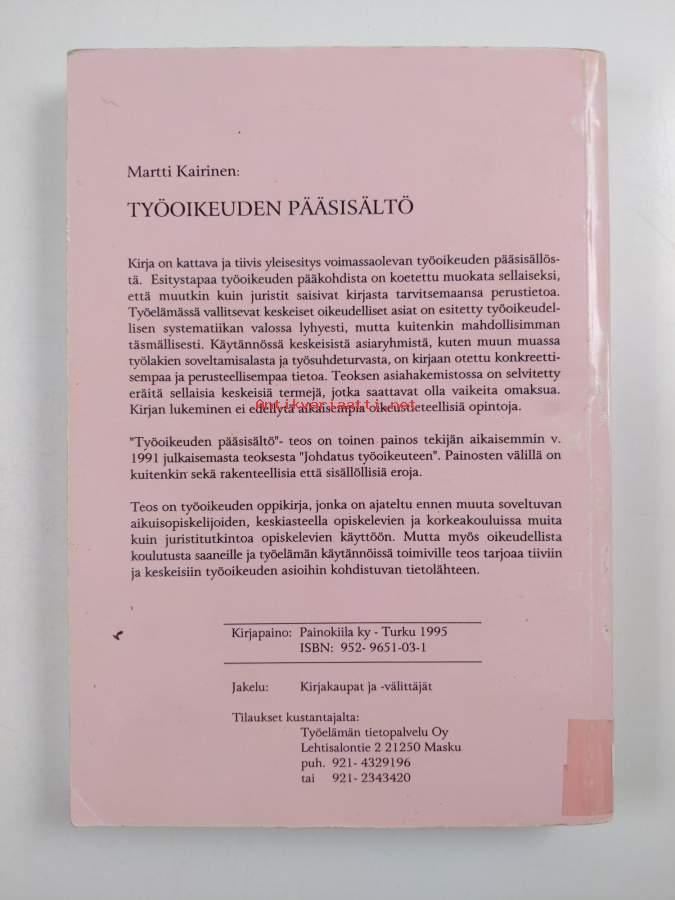 Martti Kairinen:
TYÖOIKEUDEN PÄÄSISÄLTÖ
Kirja on kattava ja tiivis yleisesitys voimassaolevan työoikeuden pääsisällös-
tä. Esitystapaa työoikeuden pääkohdista on koetettu muokata sellaiseksi,
että muutkin kuin juristit saisivat kirjasta tarvitsemaansa perustietoa.
Työelämässä vallitsevat keskeiset oikeudelliset asiat on esitetty työoikeudel-
lisen systematiikan valossa lyhyesti, mutta kuitenkin mahdollisimman
täsmällisesti. Käytännössä keskeisistä asiaryhmistä, kuten muun muassa
työlakien soveltamisalasta ja työsuhdeturvasta, on kirjaan otettu konkreetti-
sempaa ja perusteellisempaa tietoa. Teoksen asiahakemistossa on selvitetty
eräitä sellaisia keskeisiä termejä, jotka saattavat olla vaikeita omaksua.
Kirjan lukeminen ei edellytä aikaisempia oikeustieteellisiä opintoja.
Antikvariaatti.net
"Työoikeuden pääsisältö"- teos on toinen painos tekijän aikaisemmin v.
1991 julkaisemasta teoksesta "Johdatus työoikeuteen". Painosten välillä on
kuitenkin sekä rakenteellisia että sisällöllisiä eroja.
Teos on työoikeuden oppikirja, jonka on ajateltu ennen muuta soveltuvan
aikuisopiskelijoiden, keskiasteella opiskelevien ja korkeakouluissa muita
kuin juristitutkintoa opiskelevien käyttöön. Mutta myös oikeudellista
koulutusta saaneille ja työelämän käytännöissä toimiville teos tarjoaa tiiviin
ja keskeisiin työoikeuden asioihin kohdistuvan tietolähteen.
Kirjapaino: Painokiila ky - Turku 1995
ISBN: 952- 9651-03-1
Jakelu: Kirjakaupat ja -välittäjät
Tilaukset kustantajalta:
Työelämän tietopalvelu Oy
Lehtisalontie 2 21250 Masku
puh. 921- 4329196
tai 921- 2343420